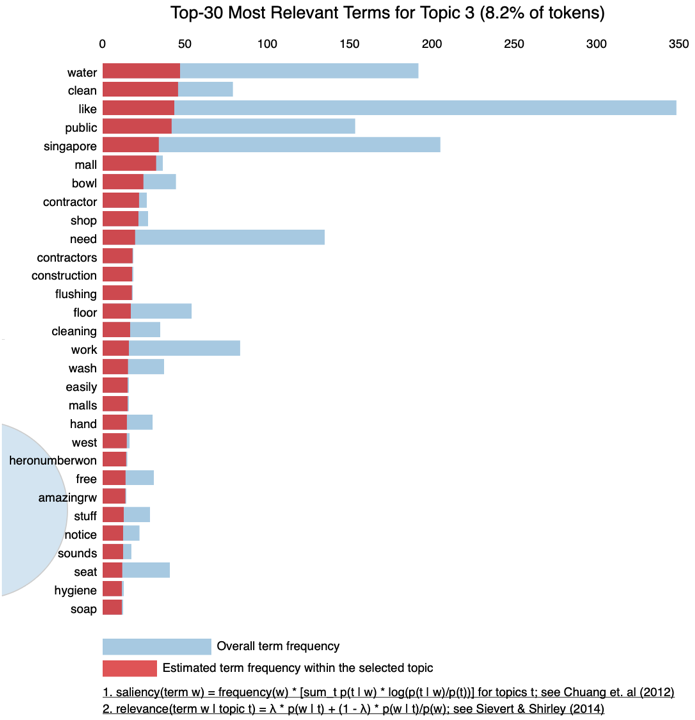 Top-30 Most Relevant Terms for Topic 3 (8.2% of tokens)
0 50 100 150 200 250 300 350
water
clean
like
public
singapore
mall
bowl
contractor
shop
need
contractors
construction
flushing
floor
cleaning
work
wash
easily
malls
hand
west
heronumberwon
free
amazingrw
stuff
notice
sounds
seat
hygiene
soap
Overall term frequency
Estimated term frequency within the selected topic
1. saliency(term w) = frequency(w) * [sum_t p(t | w) * log(p(t | w)/p(t))] for topics t; see Chuang et. al (2012)
2. relevance(term w | topic t) = λ * p(w | t) + (1 - λ) * p(w | t)/p(w); see Sievert & Shirley (2014)